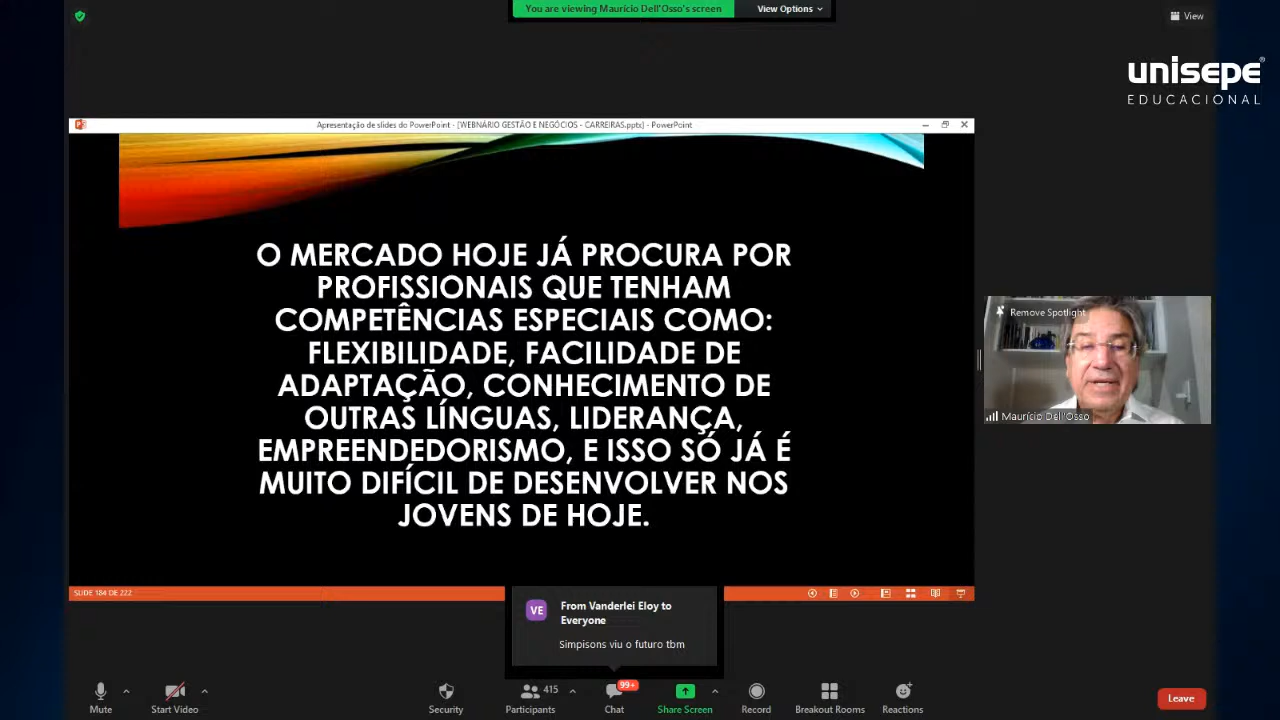 You are viewing Maurício Dell'Osso's screen
View Options
View
unisepe
EDUCACIONAL
Apresentação de slides do PowerPoint - [WEBNÁRIO GESTÃO E NEGÓCIOS - CARREIRAS.pptx] - PowerPoint
O MERCADO HOJE JÁ PROCURA POR
PROFISSIONAIS QUE TENHAM
COMPETÊNCIAS ESPECIAIS COMO:
FLEXIBILIDADE, FACILIDADE DE
ADAPTAÇÃO, CONHECIMENTO DE
OUTRAS LÍNGUAS, LIDERANÇA,
EMPREENDEDORISMO, E ISSO SÓ JÁ É
MUITO DIFÍCIL DE DESENVOLVER NOS
JOVENS DE HOJE.
Remove Spotlight
Maurício Dell'Osso
SLIDE 184 DE 222
VE
From Vanderlei Eloy to
Everyone
Simpisons viu o futuro tbm
Mute
Start Video
Security
415
Participants
99+
Chat
Share Screen
Record
Breakout Rooms
Reactions
Leave